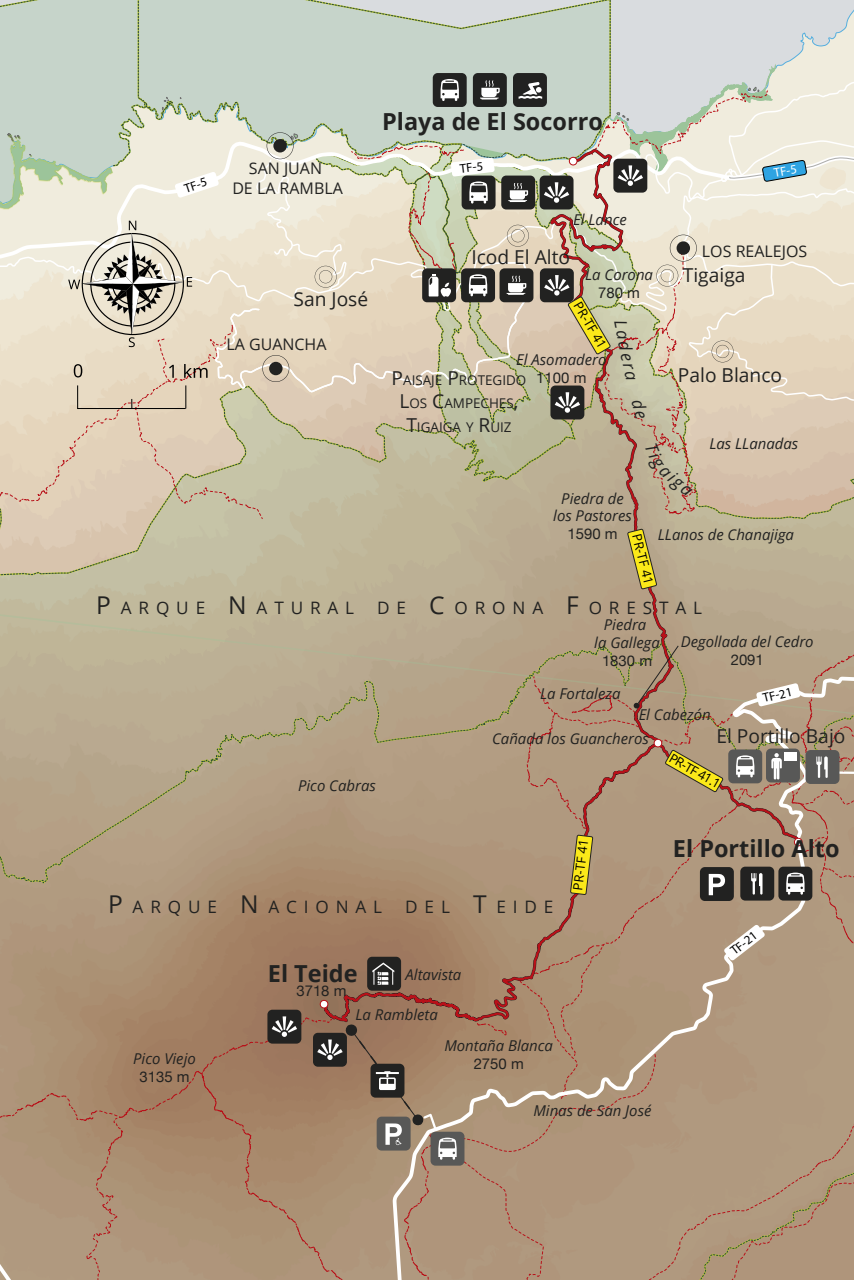 Playa de El Socorro
TF-5
TF-5
TF-5
SAN JUAN
DE LA RAMBLA
El Lance
N
W
E
S
Icod El Alto
LOS REALEJOS
Tigaiga
La Corona
780 m
San José
PR-TF 41
LA GUANCHA
Ladera de Tigaiga
El Asomadero
1100 m
0
1 km
Palo Blanco
PAISAJE PROTEGIDO
LOS CAMPECHES,
TIGAIGA Y RUIZ
Las LLanadas
Piedra de
los Pastores
1590 m
LLanos de Chanajiga
PR-TF 41
PARQUE NATURAL DE CORONA FORESTAL
Piedra
la Gallega
1830 m
Degollada del Cedro
2091
La Fortaleza
TF-21
El Cabezón
Cañada los Guancheros
El Portillo Bajo
PR-TF 41.1
Pico Cabras
El Portillo Alto
PR-TF 41
P
PARQUE NACIONAL DEL TEIDE
TF-21
El Teide
3718 m
Altavista
La Rambleta
Montaña Blanca
2750 m
Pico Viejo
3135 m
Minas de San José
P